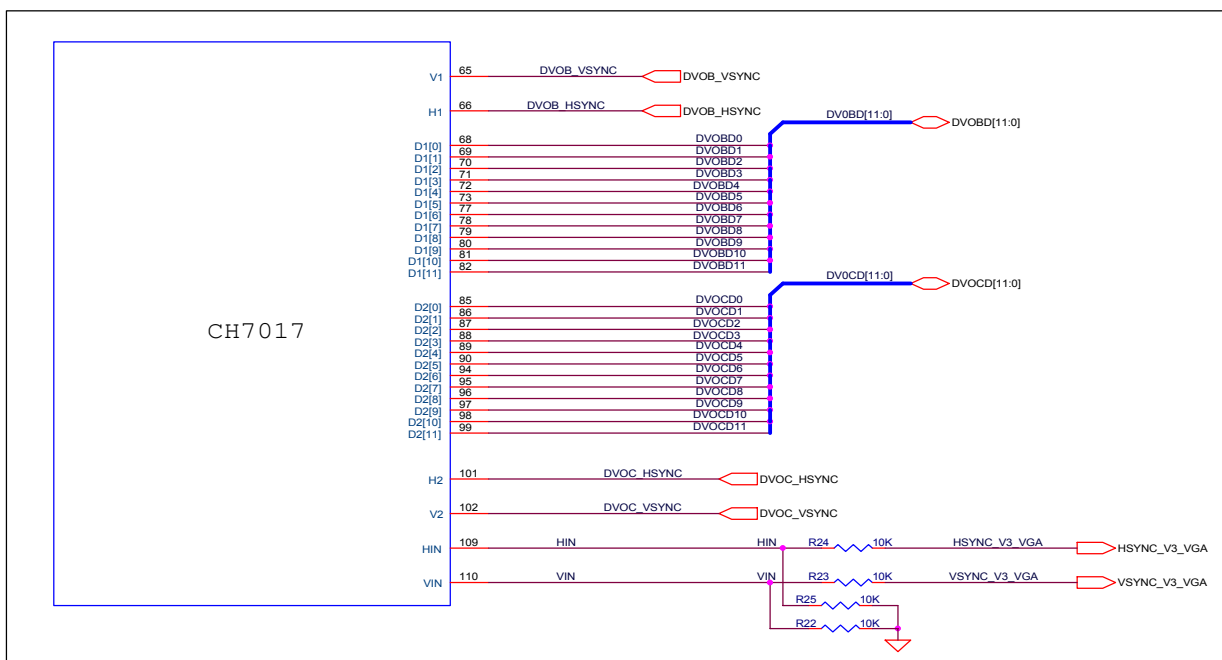 V1 65 DVOB_VSYNC DVOB_VSYNC
H1 66 DVOB_HSYNC DVOB_HSYNC
DV0BD[11:0] DVOBD[11:0]
D1[0] 68 DVOBD0
D1[1] 69 DVOBD1
D1[2] 70 DVOBD2
D1[3] 71 DVOBD3
D1[4] 72 DVOBD4
D1[5] 73 DVOBD5
D1[6] 77 DVOBD6
D1[7] 78 DVOBD7
D1[8] 79 DVOBD8
D1[9] 80 DVOBD9
D1[10] 81 DVOBD10
D1[11] 82 DVOBD11
DV0CD[11:0] DVOCD[11:0]
D2[0] 85 DVOCD0
D2[1] 86 DVOCD1
D2[2] 87 DVOCD2
CH7017
D2[3] 88 DVOCD3
D2[4] 89 DVOCD4
D2[5] 90 DVOCD5
D2[6] 94 DVOCD6
D2[7] 95 DVOCD7
D2[8] 96 DVOCD8
D2[9] 97 DVOCD9
D2[10] 98 DVOCD10
D2[11] 99 DVOCD11
H2 101 DVOC_HSYNC DVOC_HSYNC
V2 102 DVOC_VSYNC DVOC_VSYNC
HIN 109 HIN HIN R24 10K HSYNC_V3_VGA HSYNC_V3_VGA
VIN 110 VIN VIN R23 10K VSYNC_V3_VGA VSYNC_V3_VGA
R25 10K
R22 10K